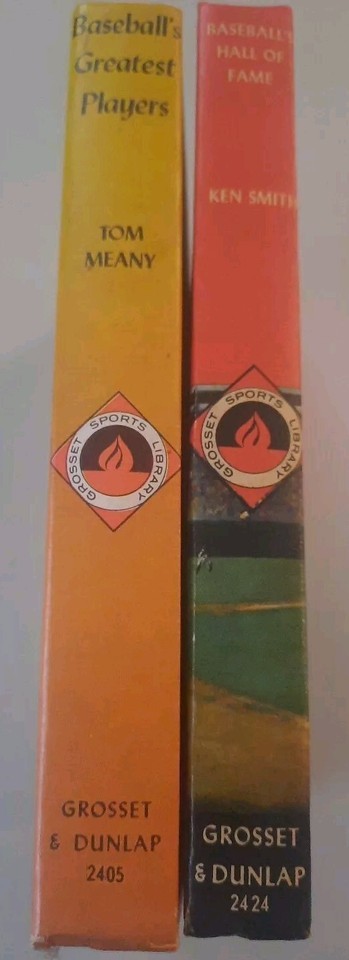 Baseball's
Greatest
Players
TOM
MEANY
GROSSET SPORTS LIBRARY
GROSSET
& DUNLAP
2405
BASEBALL'S
HALL OF
FAME
KEN SMITH
GROSSET SPORTS LIBRARY
GROSSET
& DUNLAP
2424